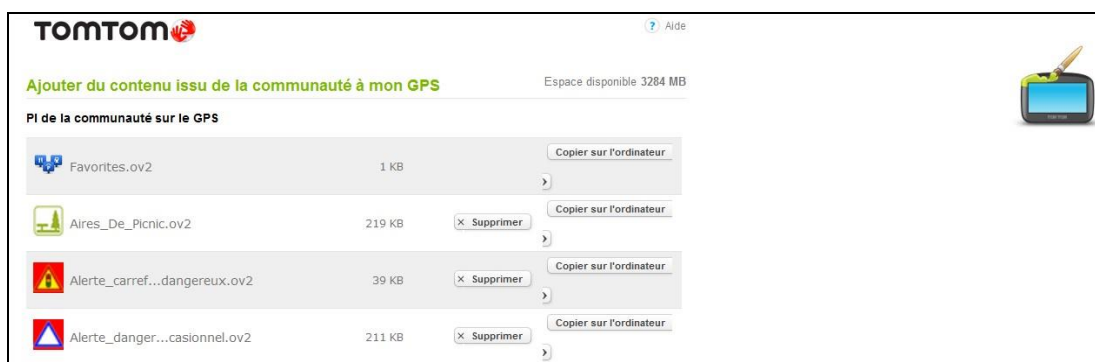 TOMTOM
? Aide
Ajouter du contenu issu de la communauté à mon GPS
Espace disponible 3284 MB
PI de la communauté sur le GPS
Favorites.ov2 1 KB Copier sur l'ordinateur
Aires_De_Picnic.ov2 219 KB × Supprimer Copier sur l'ordinateur
Alerte_carref...dangereux.ov2 39 KB × Supprimer Copier sur l'ordinateur
Alerte_danger...casionnel.ov2 211 KB × Supprimer Copier sur l'ordinateur